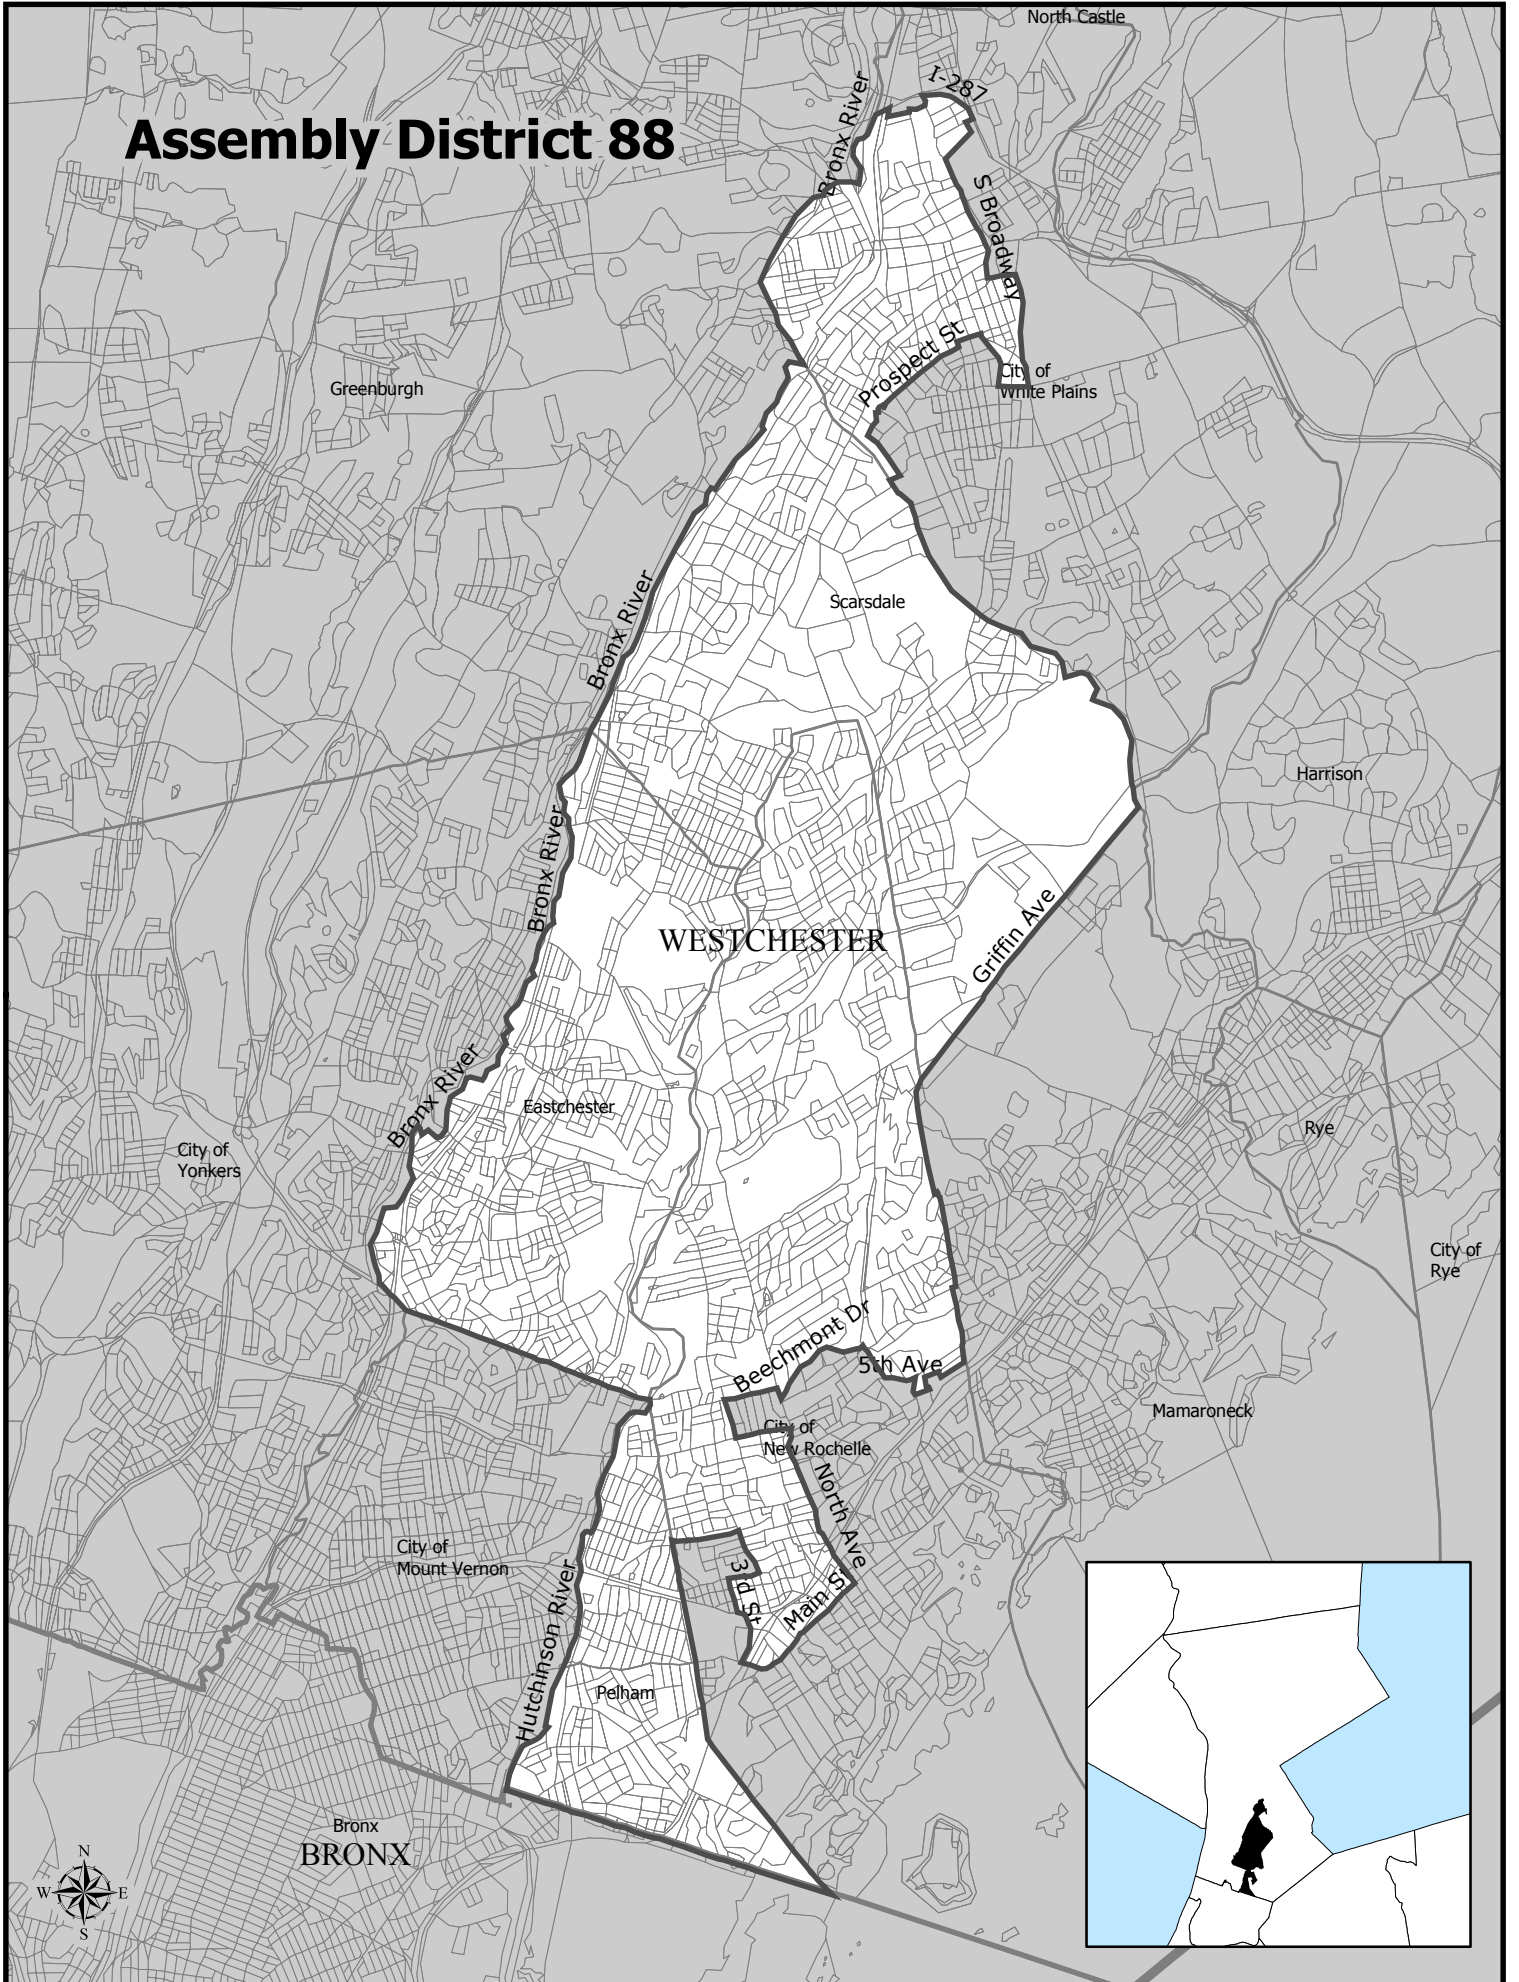 North Castle
I-287
Bronx River
Assembly District 88
S Broadway
Prospect St
City of
White Plains
Greenburgh
Scarsdale
Bronx River
Harrison
Bronx River
Griffin Ave
WESTCHESTER
Bronx River
Eastchester
City of
Yonkers
Rye
City of
Rye
Beechmont Dr
5th Ave
Mamaroneck
City of
New Rochelle
North Ave
City of
Mount Vernon
3rd St
Main St
Hutchinson River
Pelham
Bronx
BRONX
N
W
E
S